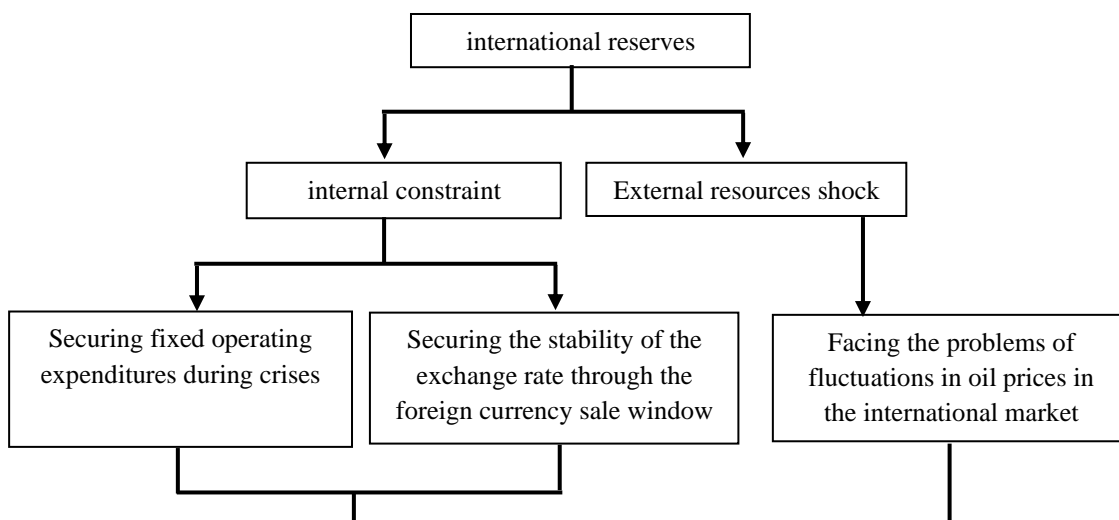 international reserves
internal constraint
External resources shock
Securing fixed operating
expenditures during crises
Securing the stability of the
exchange rate through the
foreign currency sale window
Facing the problems of
fluctuations in oil prices in
the international market